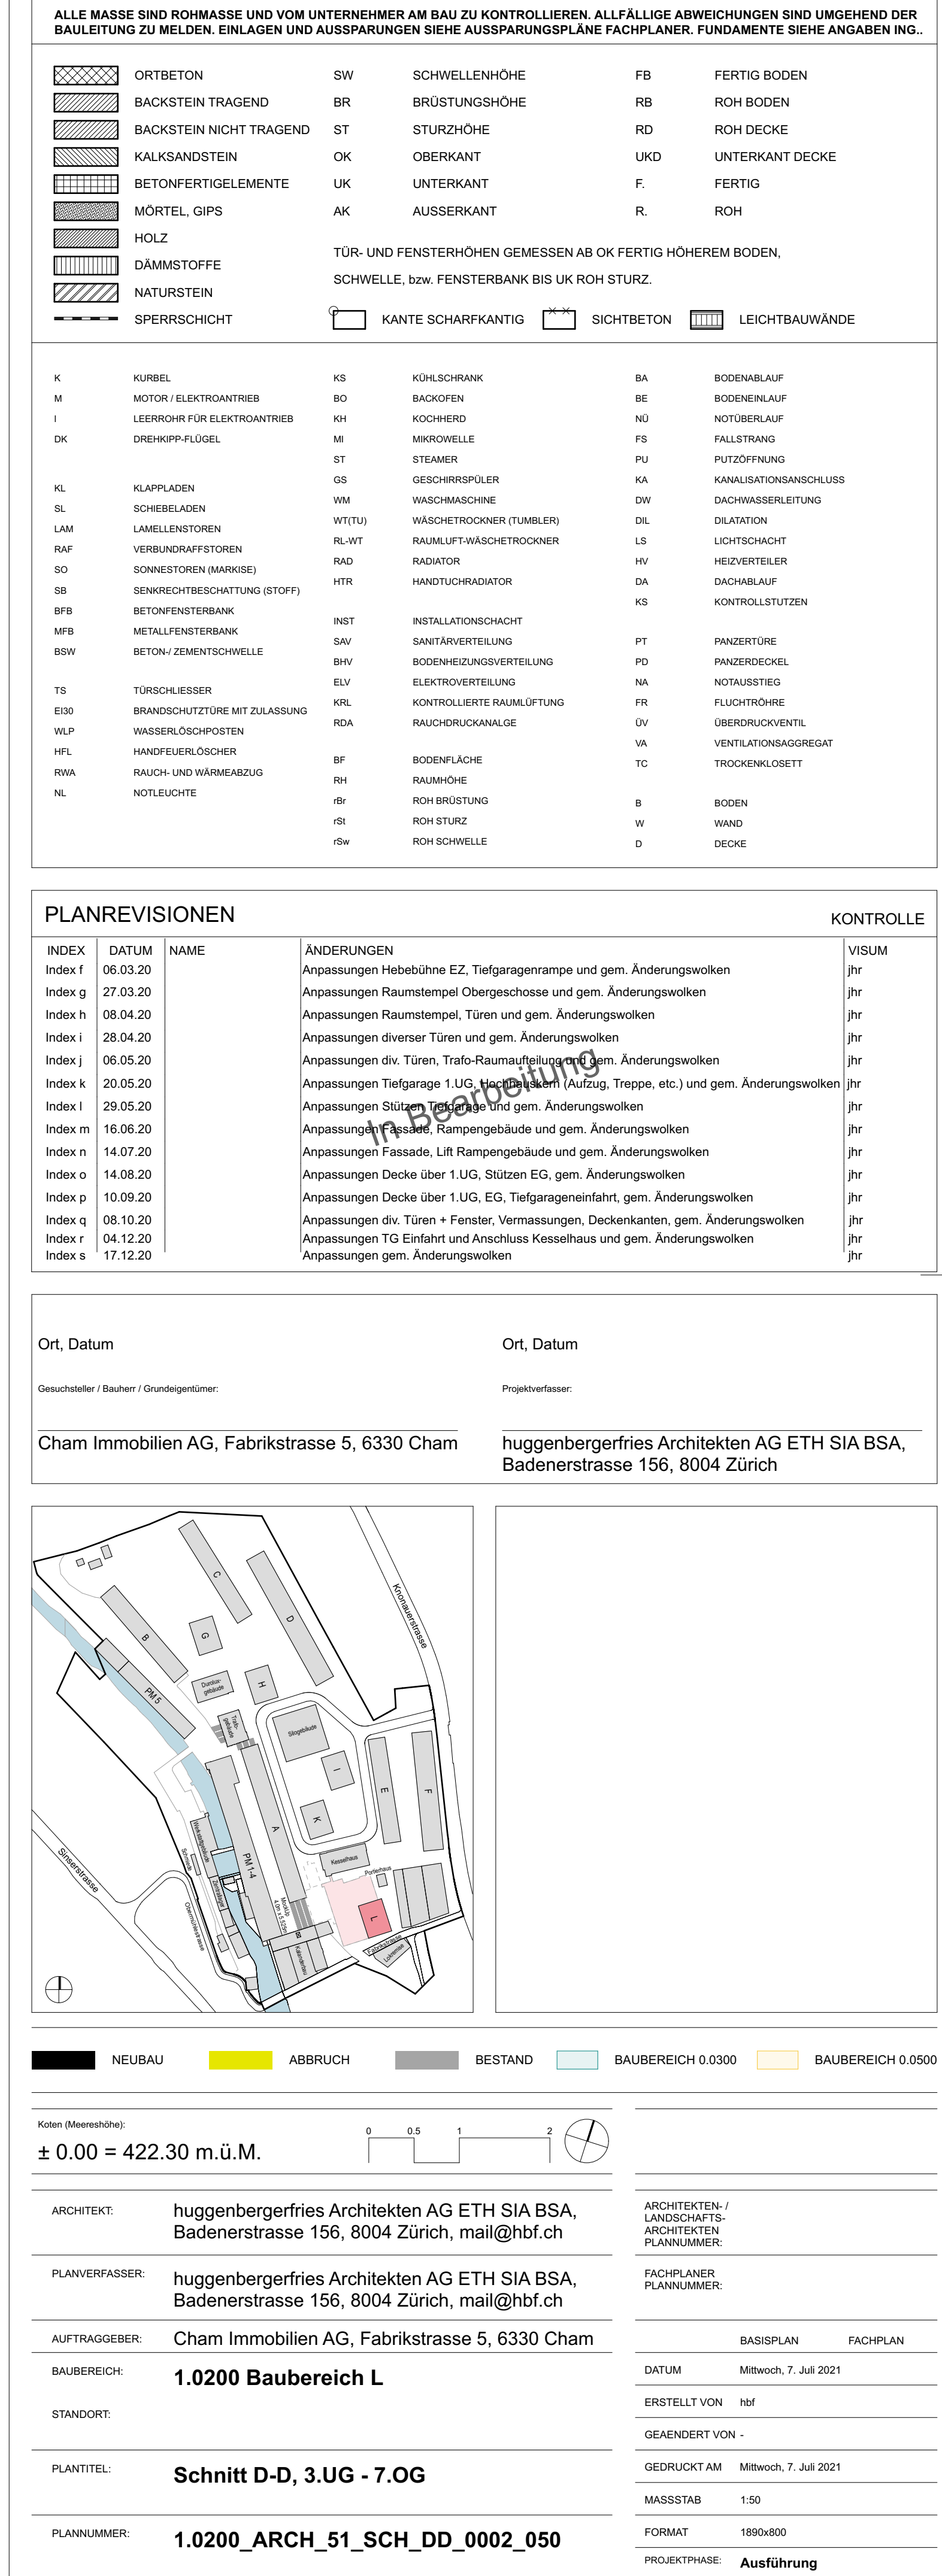 ALLE MASSE SIND ROHMASSE UND VOM UNTERNEHMER AM BAU ZU KONTROLLIEREN. ALLFÄLLIGE ABWEICHUNGEN SIND UMGEHEND DER
BAULEITUNG ZU MELDEN. EINLAGEN UND AUSSPARUNGEN SIEHE AUSSPARUNGSPLÄNE FACHPLANER. FUNDAMENTE SIEHE ANGABEN ING..
ORTBETON SW SCHWELLENHÖHE FB FERTIG BODEN
BACKSTEIN TRAGEND BR BRÜSTUNGSHÖHE RB ROH BODEN
BACKSTEIN NICHT TRAGEND ST STURZHÖHE RD ROH DECKE
KALKSANDSTEIN OK OBERKANT UKD UNTERKANT DECKE
BETONFERTIGELEMENTE UK UNTERKANT F. FERTIG
MÖRTEL, GIPS AK AUSSERKANT R. ROH
HOLZ
TÜR- UND FENSTERHÖHEN GEMESSEN AB OK FERTIG HÖHEREM BODEN,
DÄMMSTOFFE
SCHWELLE, bzw. FENSTERBANK BIS UK ROH STURZ.
NATURSTEIN
SPERRSCHICHT KANTE SCHARFKANTIG SICHTBETON LEICHTBAUWÄNDE
K KURBEL
M MOTOR / ELEKTROANTRIEB
I LEERROHR FÜR ELEKTROANTRIEB
DK DREHKIPP-FLÜGEL
KL KLAPPLADEN
SL SCHIEBELADEN
LAM LAMELLENSTOREN
RAF VERBUNDRAFFSTOREN
SO SONNESTOREN (MARKISE)
SB SENKRECHTBESCHATTUNG (STOFF)
BFB BETONFENSTERBANK
MFB METALLFENSTERBANK
BSW BETON-/ ZEMENTSCHWELLE
TS TÜRSCHLIESSER
EI30 BRANDSCHUTZTÜRE MIT ZULASSUNG
WLP WASSERLÖSCHPOSTEN
HFL HANDFEUERLÖSCHER
RWA RAUCH- UND WÄRMEABZUG
NL NOTLEUCHTE
KS KÜHLSCHRANK
BO BACKOFEN
KH KOCHHERD
MI MIKROWELLE
ST STEAMER
GS GESCHIRRSPÜLER
WM WASCHMASCHINE
WT(TU) WÄSCHETROCKNER (TUMBLER)
RL-WT RAUMLUFT-WÄSCHETROCKNER
RAD RADIATOR
HTR HANDTUCHRADIATOR
INST INSTALLATIONSCHACHT
SAV SANITÄRVERTEILUNG
BHV BODENHEIZUNGSVERTEILUNG
ELV ELEKTROVERTEILUNG
KRL KONTROLLIERTE RAUMLÜFTUNG
RDA RAUCHDRUCKANALGE
BF BODENFLÄCHE
RH RAUMHÖHE
rBr ROH BRÜSTUNG
rSt ROH STURZ
rSw ROH SCHWELLE
BA BODENABLAUF
BE BODENEINLAUF
NÜ NOTÜBERLAUF
FS FALLSTRANG
PU PUTZÖFFNUNG
KA KANALISATIONSANSCHLUSS
DW DACHWASSERLEITUNG
DIL DILATATION
LS LICHTSCHACHT
HV HEIZVERTEILER
DA DACHABLAUF
KS KONTROLLSTUTZEN
PT PANZERTÜRE
PD PANZERDECKEL
NA NOTAUSSTIEG
FR FLUCHTRÖHRE
ÜV ÜBERDRUCKVENTIL
VA VENTILATIONSAGGREGAT
TC TROCKENKLOSETT
B BODEN
W WAND
D DECKE
PLANREVISIONEN KONTROLLE
INDEX DATUM NAME ÄNDERUNGEN VISUM
Index f 06.03.20 Anpassungen Hebebühne EZ, Tiefgaragenrampe und gem. Änderungswolken jhr
Index g 27.03.20 Anpassungen Raumstempel Obergeschosse und gem. Änderungswolken jhr
Index h 08.04.20 Anpassungen Raumstempel, Türen und gem. Änderungswolken jhr
Index i 28.04.20 Anpassungen diverser Türen und gem. Änderungswolken jhr
Index j 06.05.20 Anpassungen div. Türen, Trafo-Raumaufteilung und gem. Änderungswolken jhr
Index k 20.05.20 Anpassungen Tiefgarage 1.UG, Hochhauskern (Aufzug, Treppe, etc.) und gem. Änderungswolken jhr
Index l 29.05.20 Anpassungen Stützen Tiefgarage und gem. Änderungswolken jhr
Index m 16.06.20 Anpassungen Fassade, Rampengebäude und gem. Änderungswolken jhr
Index n 14.07.20 Anpassungen Fassade, Lift Rampengebäude und gem. Änderungswolken jhr
Index o 14.08.20 Anpassungen Decke über 1.UG, Stützen EG, gem. Änderungswolken jhr
Index p 10.09.20 Anpassungen Decke über 1.UG, EG, Tiefgarageneinfahrt, gem. Änderungswolken jhr
Index q 08.10.20 Anpassungen div. Türen + Fenster, Vermassungen, Deckenkanten, gem. Änderungswolken jhr
Index r 04.12.20 Anpassungen TG Einfahrt und Anschluss Kesselhaus und gem. Änderungswolken jhr
Index s 17.12.20 Anpassungen gem. Änderungswolken jhr
In Bearbeitung
Ort, Datum Ort, Datum
Gesuchsteller / Bauherr / Grundeigentümer: Projektverfasser:
Cham Immobilien AG, Fabrikstrasse 5, 6330 Cham
huggenbergerfries Architekten AG ETH SIA BSA,
Badenerstrasse 156, 8004 Zürich
Knonauerstrasse
C
D
B
G
PM 5
Durolux-
gebäude
H
Trafo-
gebäude
Silogebäude
I
E
F
K
A
PM 1-4
Kesselhaus
Portierhaus
Werkstattgebäude
Schmiede
Zentrallager
Sinserstrasse
Obermühlestrasse
MockUp
4.0m x 5.525m
L
Fabrikstrasse
Kalanderbau
Lokremise
NEUBAU ABBRUCH BESTAND BAUBEREICH 0.0300 BAUBEREICH 0.0500
Koten (Meereshöhe):
± 0.00 = 422.30 m.ü.M.
0 0.5 1 2
ARCHITEKT: huggenbergerfries Architekten AG ETH SIA BSA,
Badenerstrasse 156, 8004 Zürich, mail@hbf.ch
ARCHITEKTEN- /
LANDSCHAFTS-
ARCHITEKTEN
PLANNUMMER:
PLANVERFASSER: huggenbergerfries Architekten AG ETH SIA BSA,
Badenerstrasse 156, 8004 Zürich, mail@hbf.ch
FACHPLANER
PLANNUMMER:
AUFTRAGGEBER: Cham Immobilien AG, Fabrikstrasse 5, 6330 Cham
BAUBEREICH: 1.0200 Baubereich L
STANDORT:
PLANTITEL: Schnitt D-D, 3.UG - 7.OG
PLANNUMMER: 1.0200_ARCH_51_SCH_DD_0002_050
BASISPLAN FACHPLAN
DATUM Mittwoch, 7. Juli 2021
ERSTELLT VON hbf
GEAENDERT VON -
GEDRUCKT AM Mittwoch, 7. Juli 2021
MASSSTAB 1:50
FORMAT 1890x800
PROJEKTPHASE: Ausführung